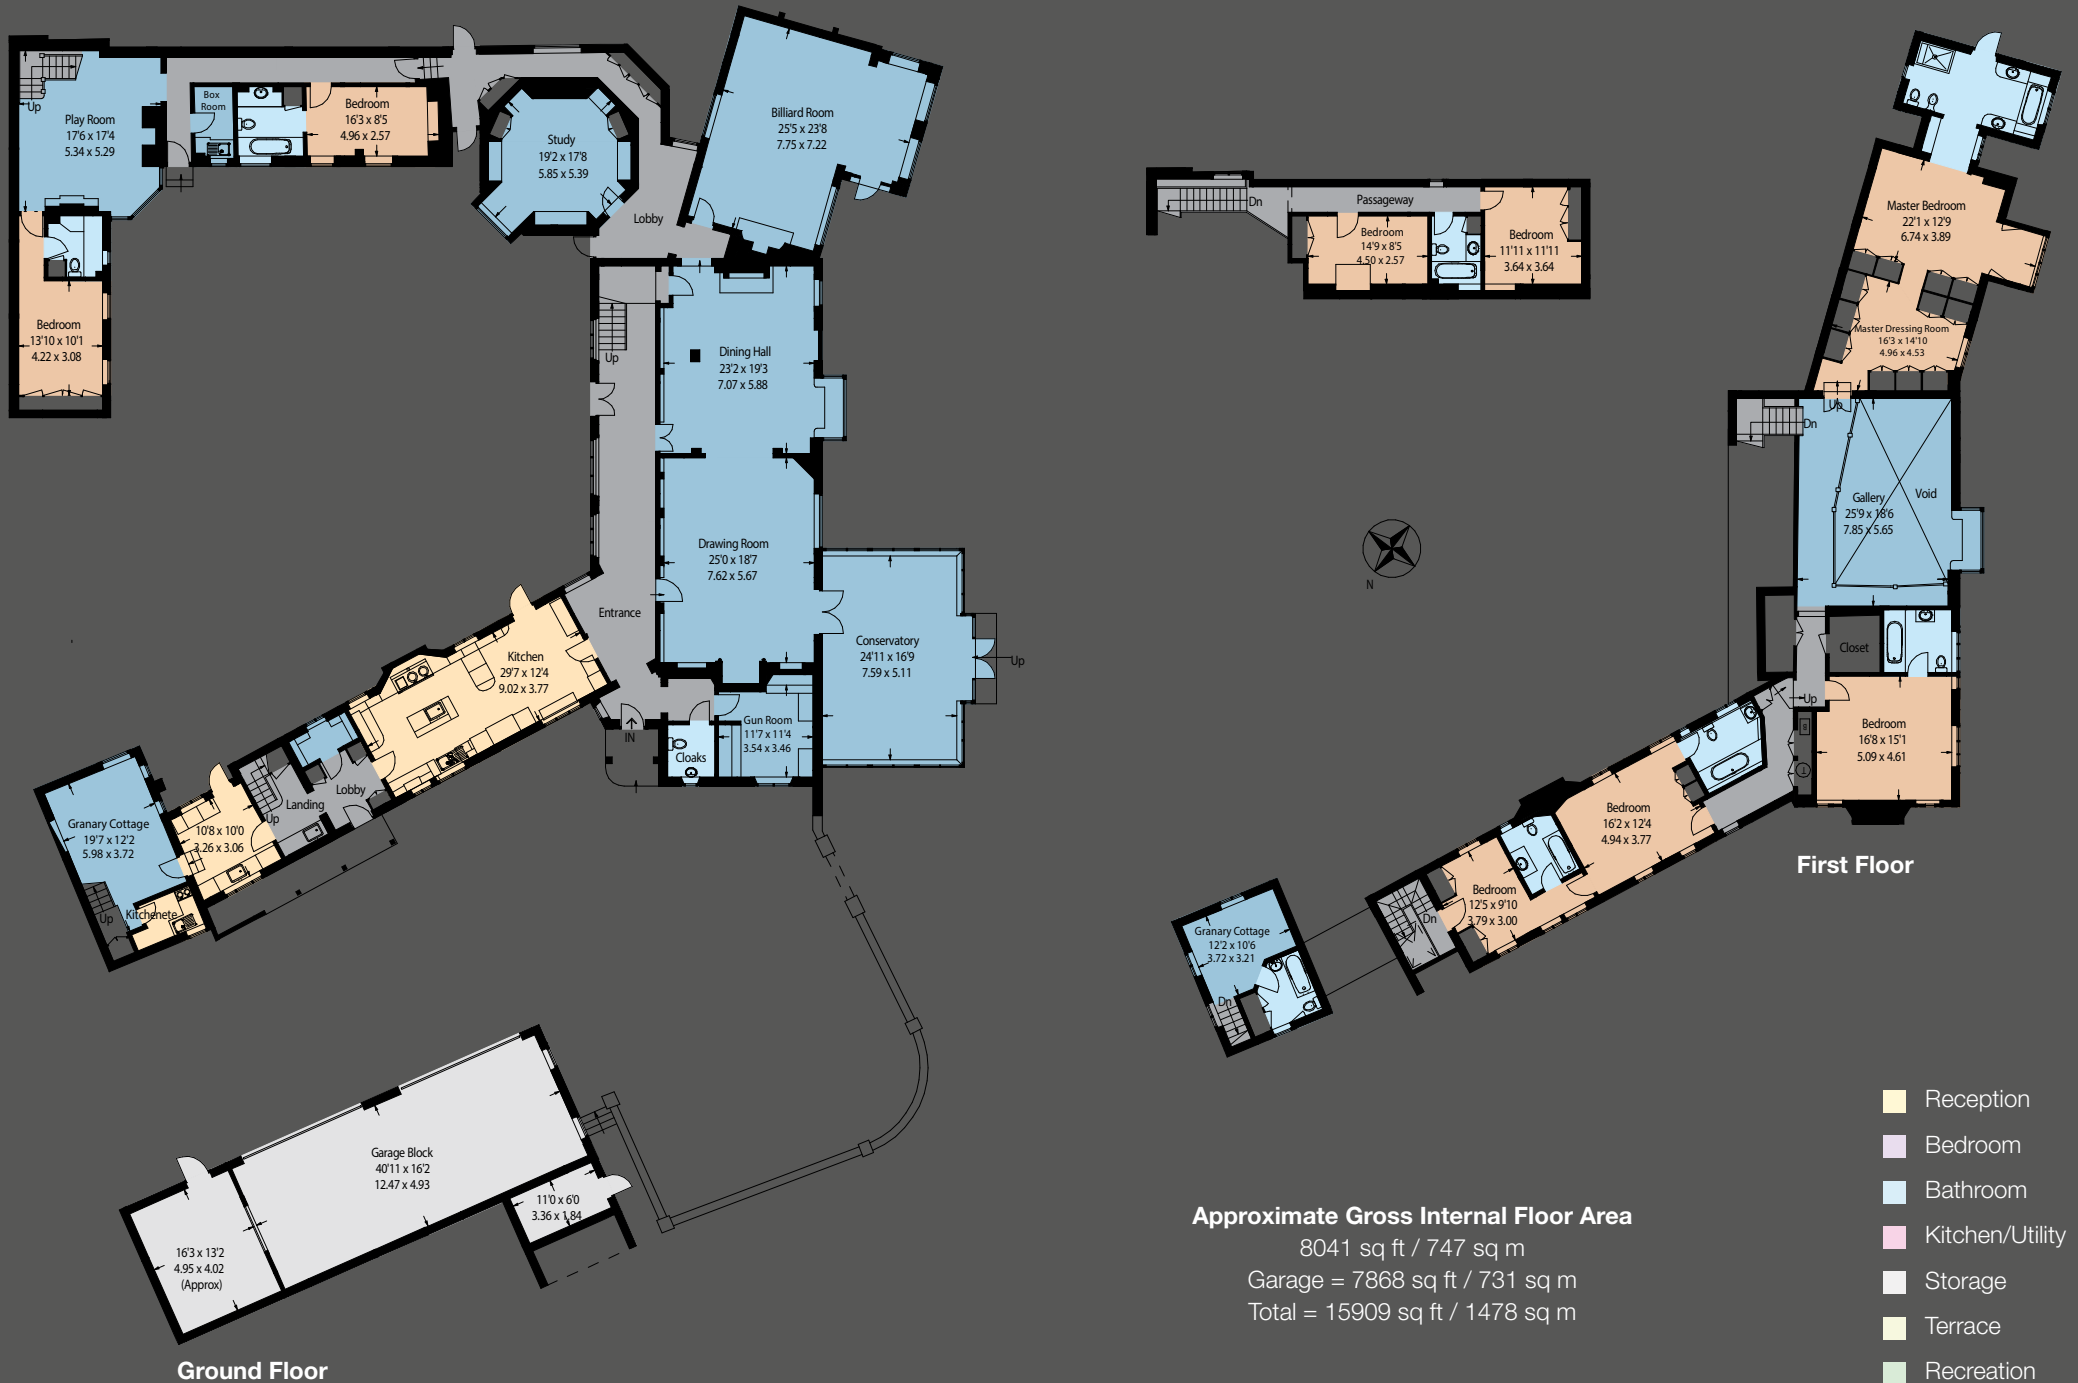 Up
Play Room
17'6 x 17'4
5.34 x 5.29
Box
Room
Bedroom
16'3 x 8'5
4.96 x 2.57
Study
19'2 x 17'8
5.85 x 5.39
Lobby
Billiard Room
25'5 x 23'8
7.75 x 7.22
Bedroom
13'10 x 10'1
4.22 x 3.08
Up
Dining Hall
23'2 x 19'3
7.07 x 5.88
Drawing Room
25'0 x 18'7
7.62 x 5.67
Entrance
Conservatory
24'11 x 16'9
7.59 x 5.11
Up
Kitchen
29'7 x 12'4
9.02 x 3.77
Gun Room
11'7 x 11'4
3.54 x 3.46
IN
Cloaks
Lobby
Landing
Up
Granary Cottage
19'7 x 12'2
5.98 x 3.72
10'8 x 10'0
3.26 x 3.06
Up
Kitchenete
Garage Block
40'11 x 16'2
12.47 x 4.93
11'0 x 6'0
3.36 x 1.84
16'3 x 13'2
4.95 x 4.02
(Approx)
Ground Floor
Dn
Passageway
Bedroom
14'9 x 8'5
4.50 x 2.57
Bedroom
11'11 x 11'11
3.64 x 3.64
Master Bedroom
22'1 x 12'9
6.74 x 3.89
Master Dressing Room
16'3 x 14'10
4.96 x 4.53
Up
Dn
Gallery
25'9 x 18'6
7.85 x 5.65
Void
N
Closet
Up
Bedroom
16'8 x 15'1
5.09 x 4.61
Bedroom
16'2 x 12'4
4.94 x 3.77
Bedroom
12'5 x 9'10
3.79 x 3.00
Dn
Granary Cottage
12'2 x 10'6
3.72 x 3.21
Dn
First Floor
Approximate Gross Internal Floor Area
8041 sq ft / 747 sq m
Garage = 7868 sq ft / 731 sq m
Total = 15909 sq ft / 1478 sq m
Reception
Bedroom
Bathroom
Kitchen/Utility
Storage
Terrace
Recreation